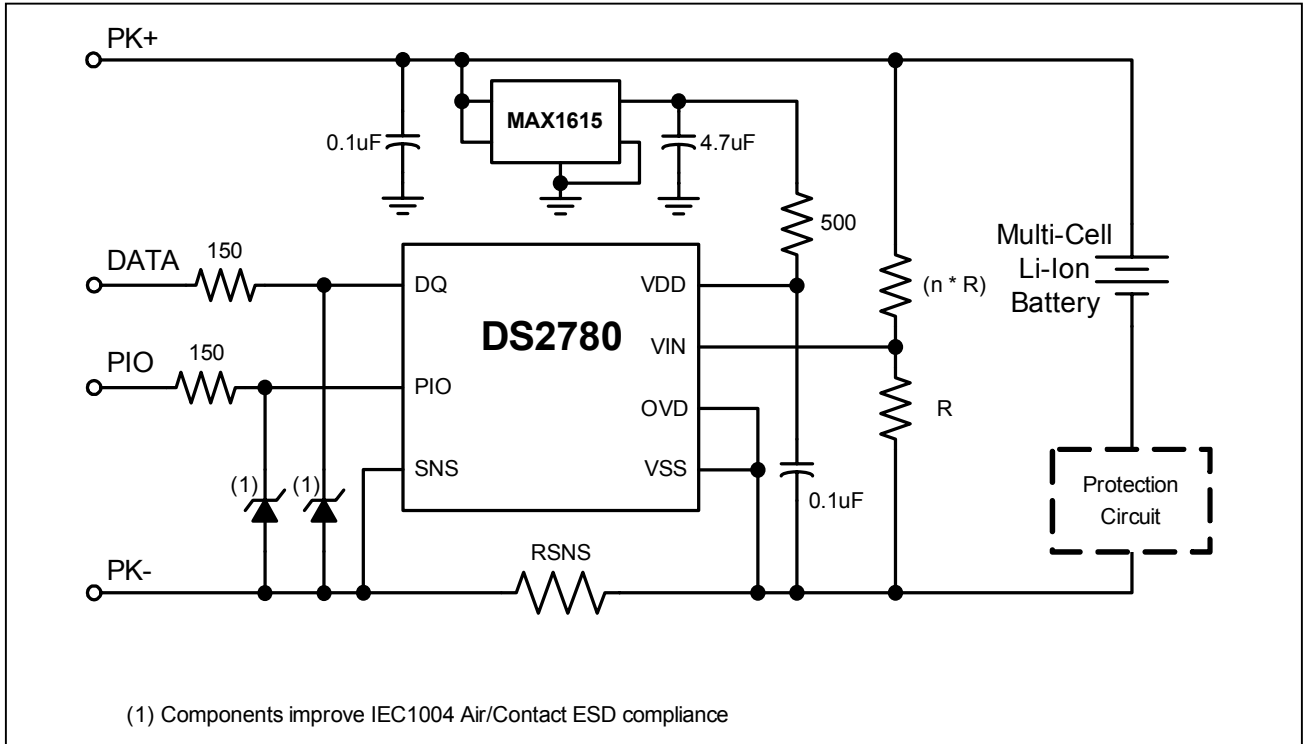 PK+
MAX1615
0.1uF
4.7uF
500
Multi-Cell
Li-Ion
Battery
DATA
150
DQ
VDD
(n * R)
DS2780
VIN
PIO
150
PIO
OVD
R
SNS
VSS
(1)
(1)
0.1uF
Protection
Circuit
RSNS
PK-
(1) Components improve IEC1004 Air/Contact ESD compliance